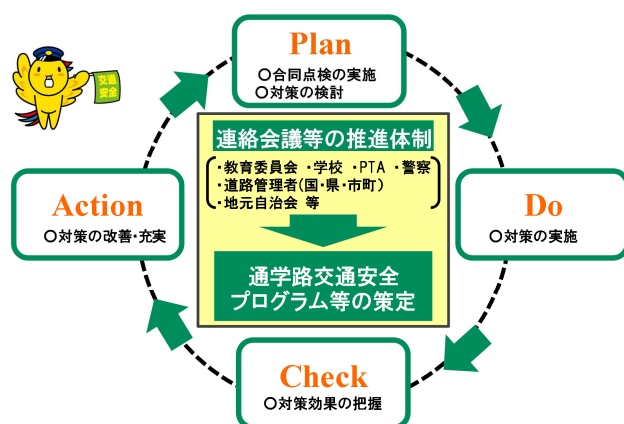 Plan
○合同点検の実施
○対策の検討
交通
安全
連絡会議等の推進体制
・教育委員会 ・学校 ・PTA ・警察
・道路管理者(国・県・市町)
・地元自治会 等
Action
○対策の改善・充実
Do
○対策の実施
通学路交通安全
プログラム等の策定
Check
○対策効果の把握